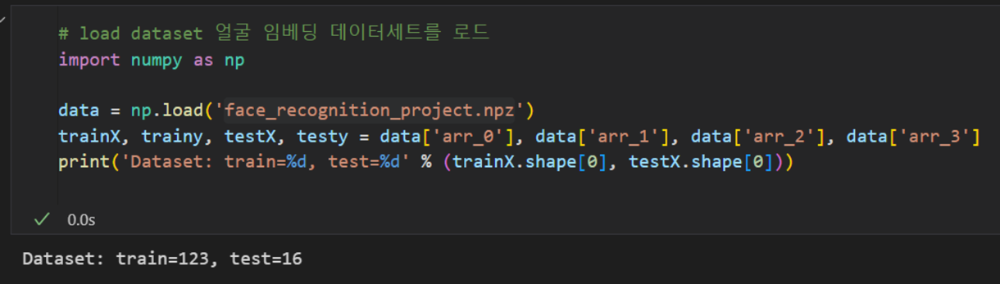 # load dataset 얼굴 임베딩 데이터세트를 로드
import numpy as np
data = np.load('face_recognition_project.npz')
trainX, trainy, testX, testy = data['arr_0'], data['arr_1'], data['arr_2'], data['arr_3']
print('Dataset: train=%d, test=%d' % (trainX.shape[0], testX.shape[0]))
0.0s
Dataset: train=123, test=16